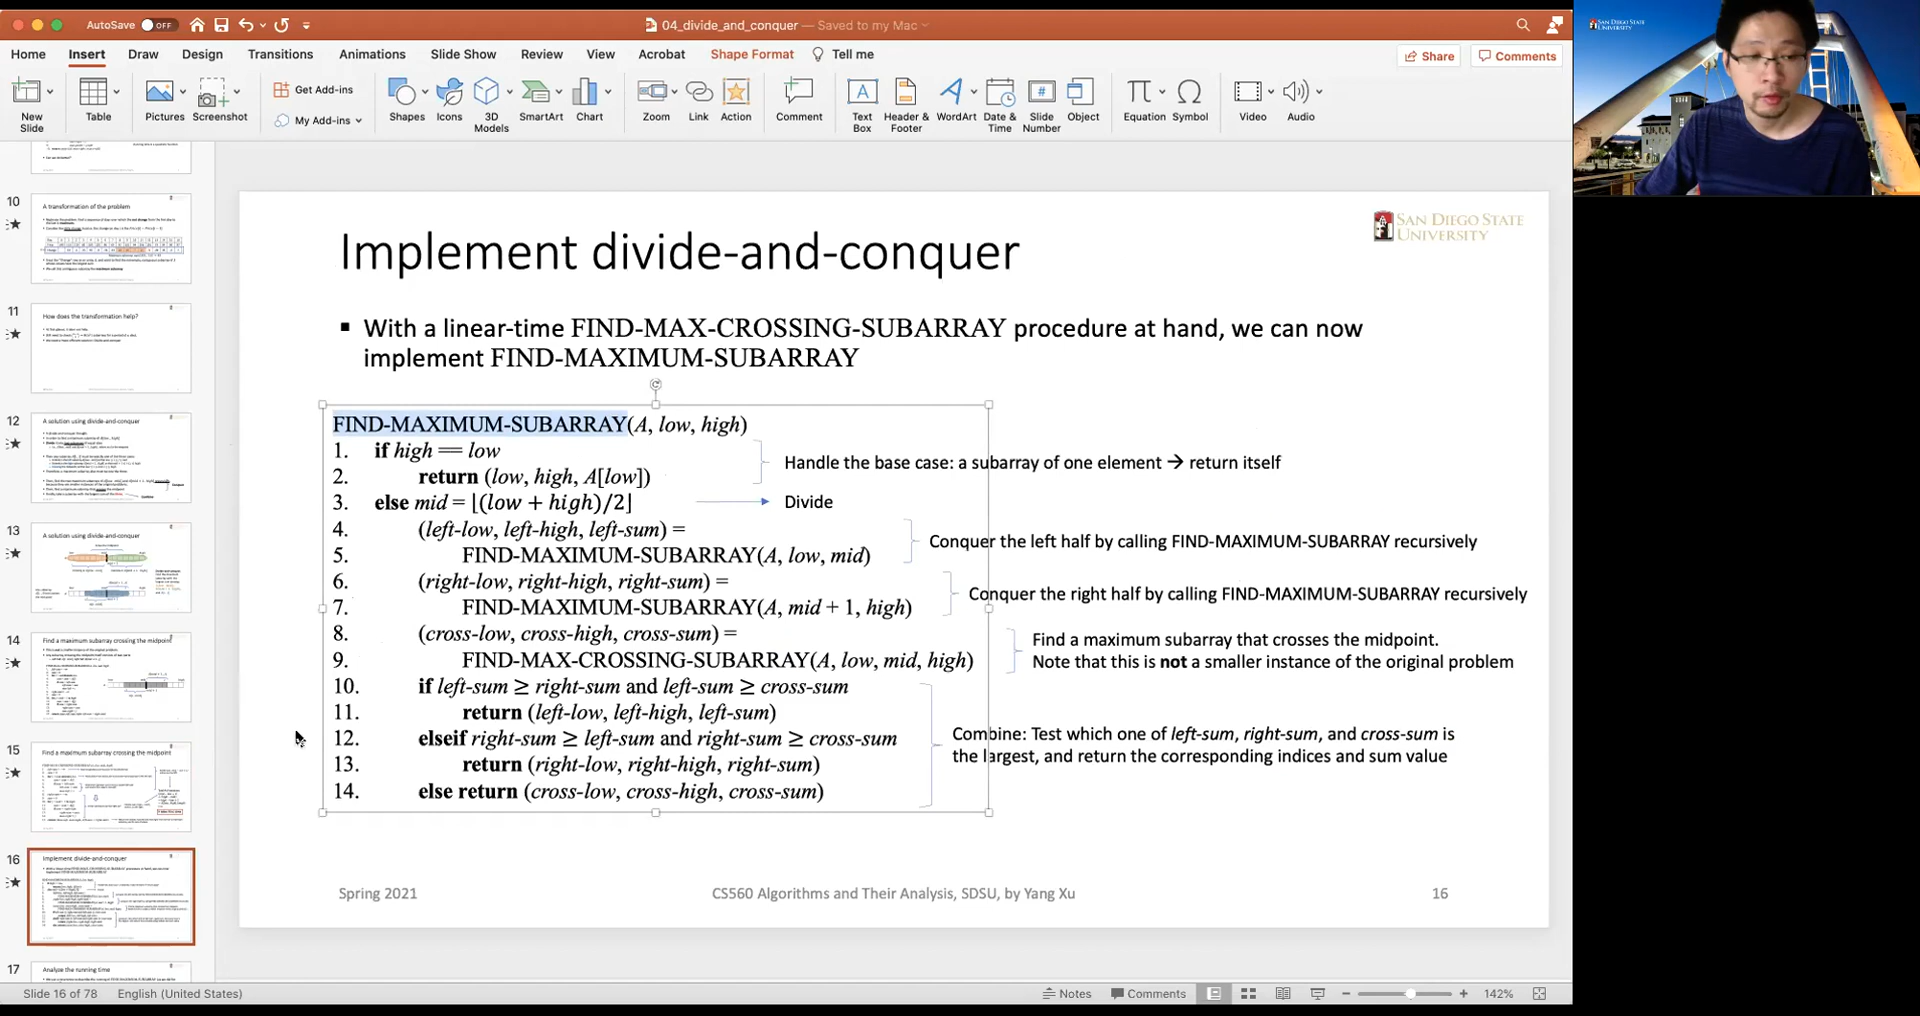 AutoSave OFF
04_divide_and_conquer — Saved to my Mac
Home Insert Draw Design Transitions Animations Slide Show Review View Acrobat Shape Format Tell me
Share Comments
New Slide
Table
Pictures
Screenshot
Get Add-ins
My Add-ins
Shapes
Icons
3D Models
SmartArt
Chart
Zoom
Link
Action
Comment
Text Box
Header & Footer
WordArt
Date & Time
Slide Number
Object
Equation
Symbol
Video
Audio
SAN DIEGO STATE
UNIVERSITY
10
A transformation of the problem
11
How does the transformation help?
12
A solution using divide-and-conquer
13
A solution using divide-and-conquer
14
Find a maximum subarray crossing the midpoint
15
Find a maximum subarray crossing the midpoint
16
Implement divide-and-conquer
17
Analyze the running time
SAN DIEGO STATE
UNIVERSITY
Implement divide-and-conquer
▪ With a linear-time FIND-MAX-CROSSING-SUBARRAY procedure at hand, we can now
implement FIND-MAXIMUM-SUBARRAY
FIND-MAXIMUM-SUBARRAY(A, low, high)
1. if high == low
2. return (low, high, A[low])
Handle the base case: a subarray of one element → return itself
3. else mid = ⌊(low + high)/2⌋
Divide
4. (left-low, left-high, left-sum) =
5. FIND-MAXIMUM-SUBARRAY(A, low, mid)
Conquer the left half by calling FIND-MAXIMUM-SUBARRAY recursively
6. (right-low, right-high, right-sum) =
7. FIND-MAXIMUM-SUBARRAY(A, mid + 1, high)
Conquer the right half by calling FIND-MAXIMUM-SUBARRAY recursively
8. (cross-low, cross-high, cross-sum) =
9. FIND-MAX-CROSSING-SUBARRAY(A, low, mid, high)
Find a maximum subarray that crosses the midpoint.
Note that this is not a smaller instance of the original problem
10. if left-sum ≥ right-sum and left-sum ≥ cross-sum
11. return (left-low, left-high, left-sum)
12. elseif right-sum ≥ left-sum and right-sum ≥ cross-sum
13. return (right-low, right-high, right-sum)
14. else return (cross-low, cross-high, cross-sum)
Combine: Test which one of left-sum, right-sum, and cross-sum is
the largest, and return the corresponding indices and sum value
Spring 2021
CS560 Algorithms and Their Analysis, SDSU, by Yang Xu
16
Slide 16 of 78 English (United States)
Notes Comments 142%